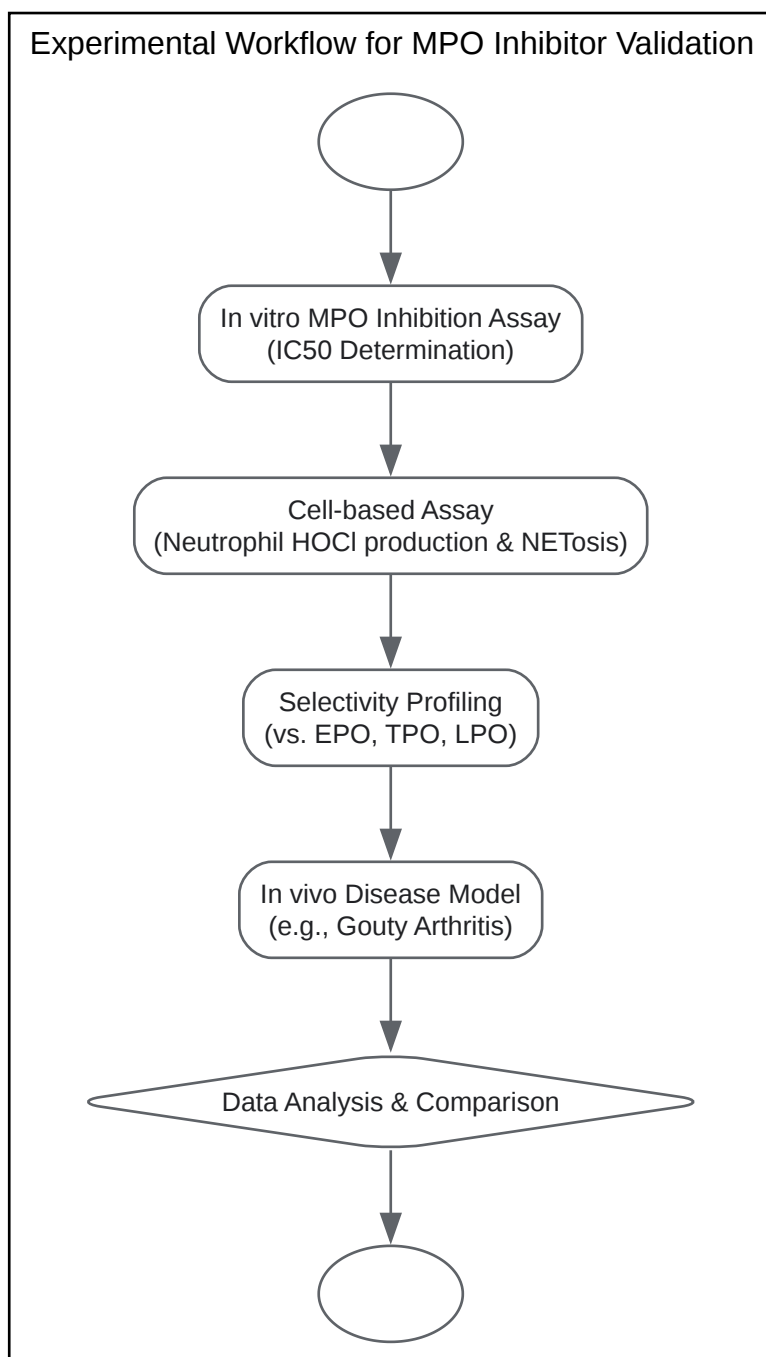 Experimental Workflow for MPO Inhibitor Validation
In vitro MPO Inhibition Assay
(IC50 Determination)
Cell-based Assay
(Neutrophil HOCl production & NETosis)
Selectivity Profiling
(vs. EPO, TPO, LPO)
In vivo Disease Model
(e.g., Gouty Arthritis)
Data Analysis & Comparison